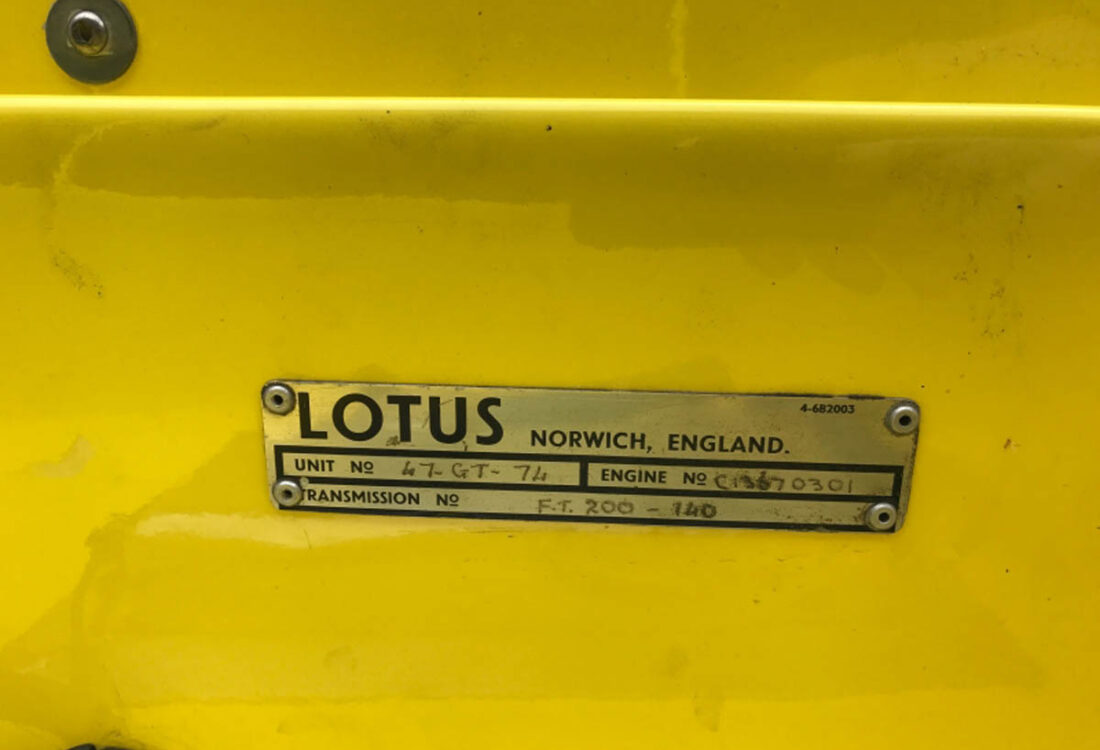 LOTUS NORWICH, ENGLAND. 4-682003
UNIT Nº 47-GT-74 ENGINE Nº
TRANSMISSION Nº F.T. 200 - 140